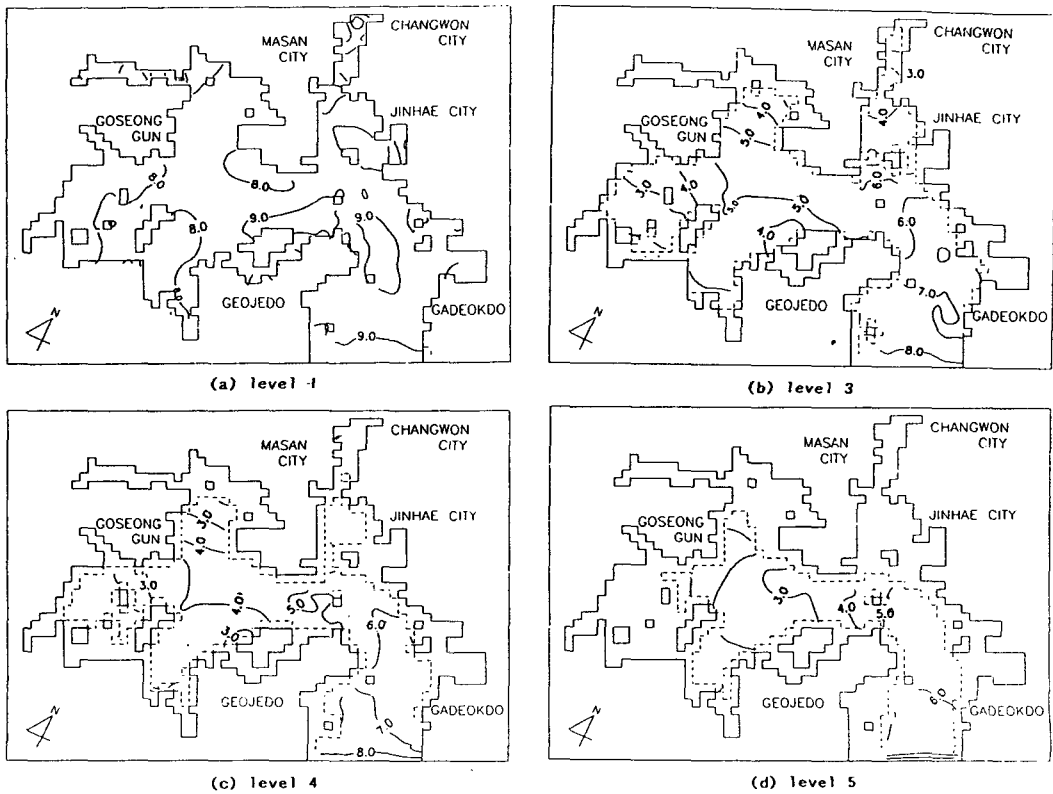 MASAN
CITY
CHANGWON
CITY
JINHAE CITY
GOSEONG
GUN
8.0
8.0
9.0
8.0
9.0
8.0
9.0
GEOJEDO
GADEOKDO
N
(a) level 1
MASAN
CITY
CHANGWON
CITY
3.0
JINHAE CITY
GOSEONG
GUN
4.0
3.0
4.0
3.0
4.0
6.0
5.0
5.0
4.0
6.0
7.0
8.0
GEOJEDO
GADEOKDO
N
(b) level 3
MASAN
CITY
CHANGWON
CITY
JINHAE CITY
GOSEONG
GUN
3.0
4.0
3.0
4.0
5.0
3.0
6.0
7.0
8.0
GEOJEDO
GADEOKDO
N
(c) level 4
MASAN
CITY
CHANGWON
CITY
JINHAE CITY
GOSEONG
GUN
3.0
4.0
5.0
6.0
GEOJEDO
GADEOKDO
N
(d) level 5